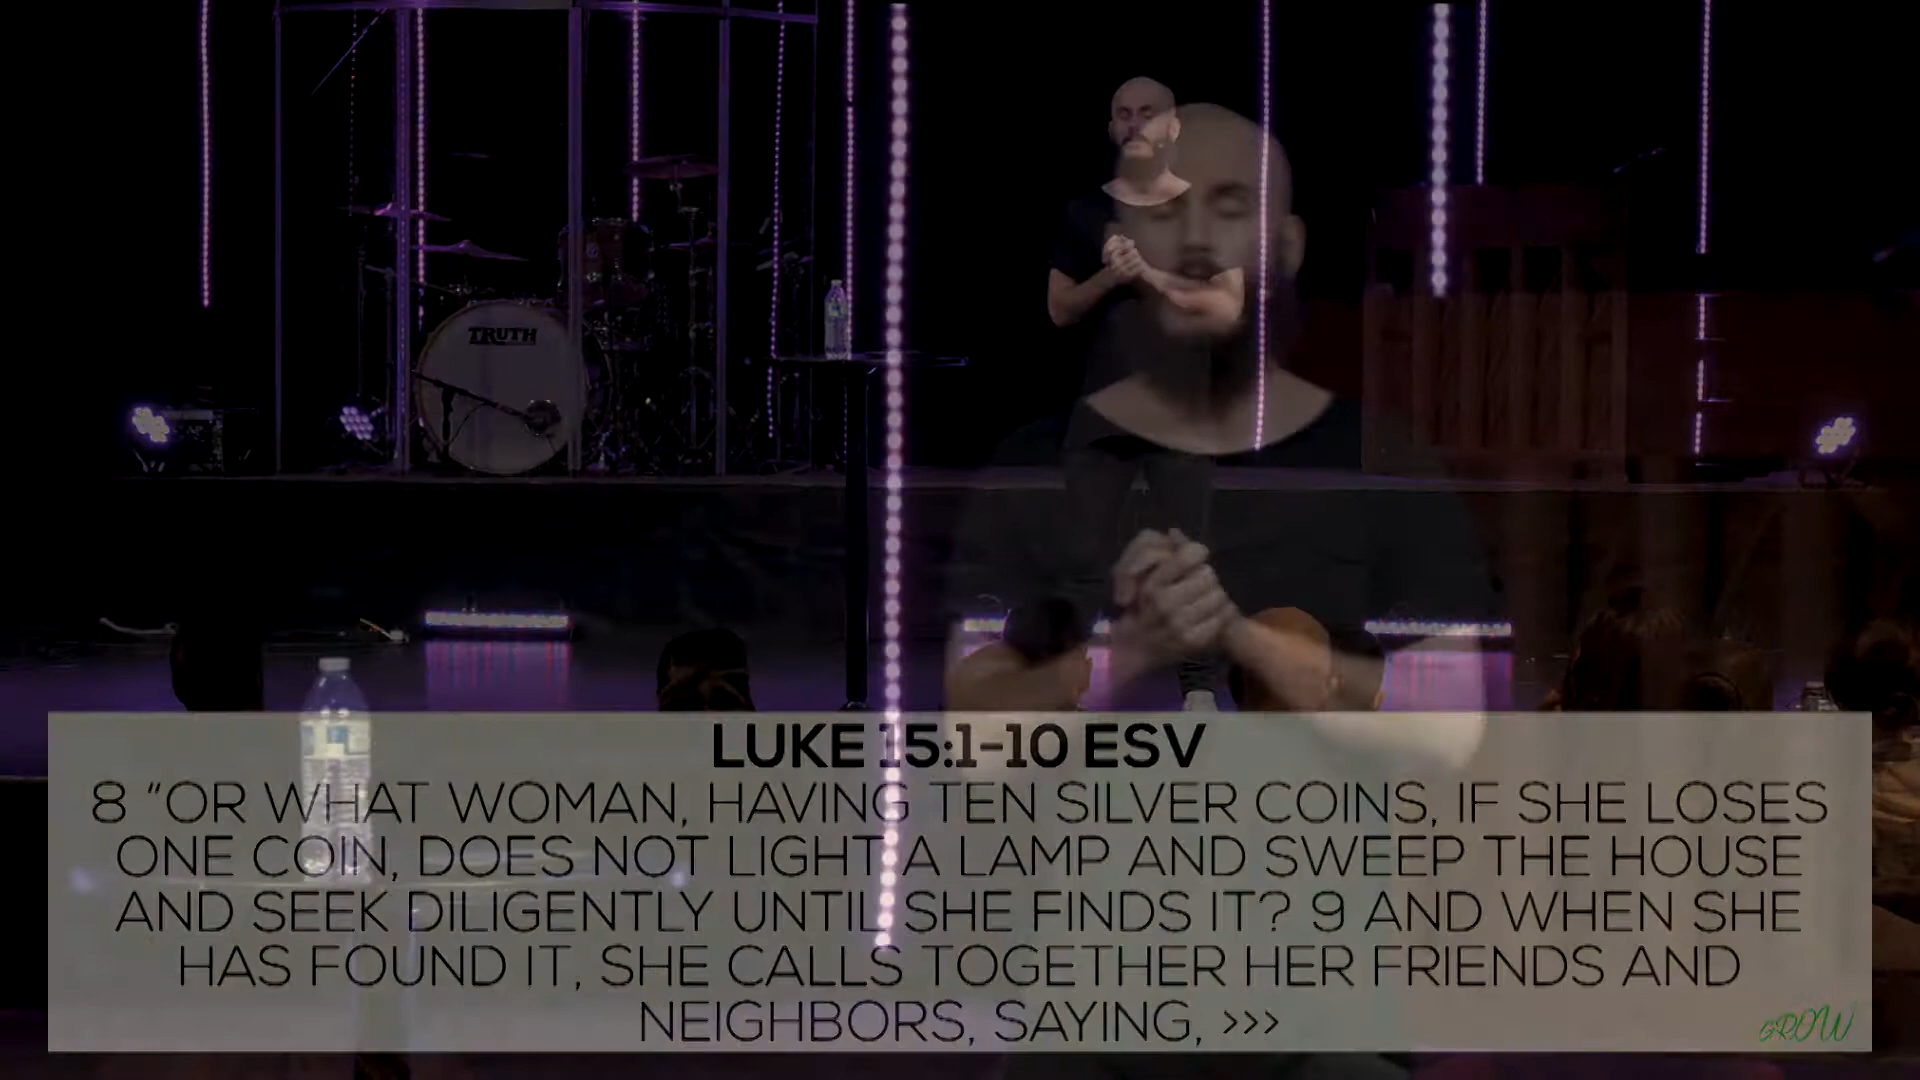 TRUTH
LUKE 15:1-10 ESV
8 “OR WHAT WOMAN, HAVING TEN SILVER COINS, IF SHE LOSES
ONE COIN, DOES NOT LIGHT A LAMP AND SWEEP THE HOUSE
AND SEEK DILIGENTLY UNTIL SHE FINDS IT? 9 AND WHEN SHE
HAS FOUND IT, SHE CALLS TOGETHER HER FRIENDS AND
NEIGHBORS, SAYING, >>>
GROW